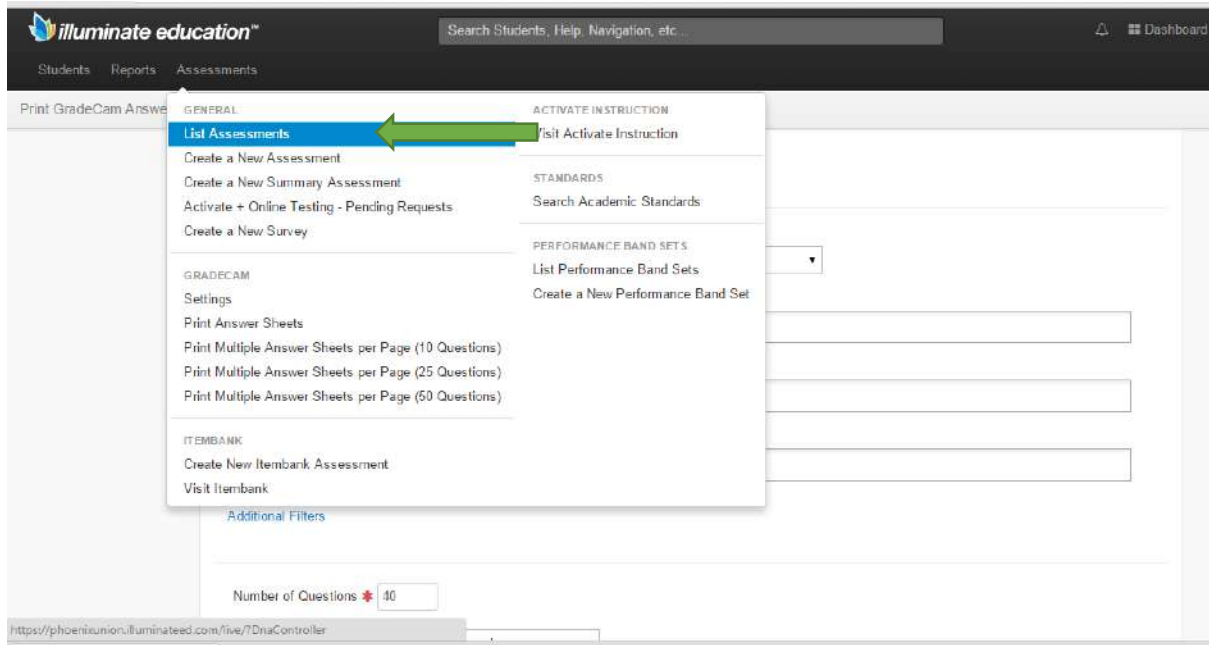 illuminate education™
Search Students, Help, Navigation, etc...
Dashboard
Students Reports Assessments
Print GradeCam Answe
GENERAL
List Assessments
Create a New Assessment
Create a New Summary Assessment
Activate + Online Testing - Pending Requests
Create a New Survey
GRADECAM
Settings
Print Answer Sheets
Print Multiple Answer Sheets per Page (10 Questions)
Print Multiple Answer Sheets per Page (25 Questions)
Print Multiple Answer Sheets per Page (50 Questions)
ITEMBANK
Create New Itembank Assessment
Visit Itembank
ACTIVATE INSTRUCTION
Visit Activate Instruction
STANDARDS
Search Academic Standards
PERFORMANCE BAND SETS
List Performance Band Sets
Create a New Performance Band Set
Additional Filters
Number of Questions * 40
https://phoenixunion.illuminateed.com/live/?DnaController